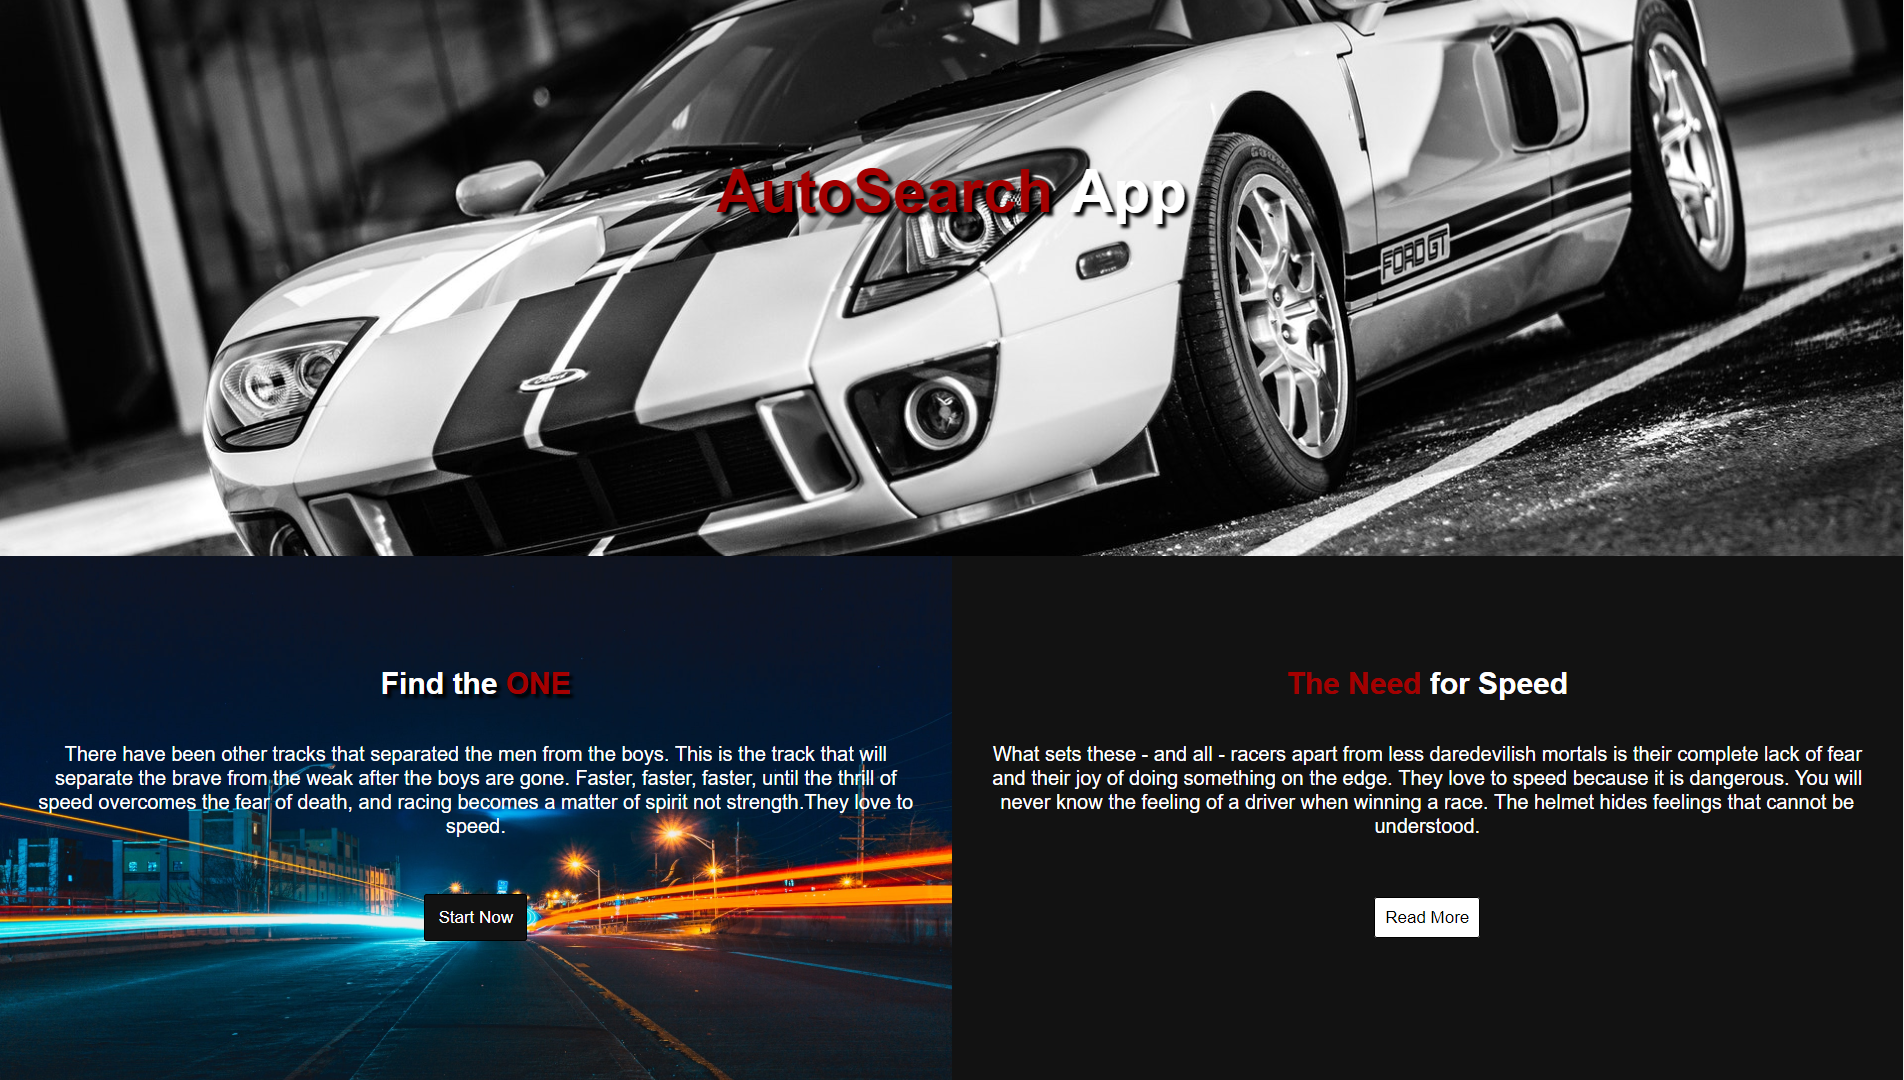 AutoSearch App
FORD GT
Ford
Find the ONE
There have been other tracks that separated the men from the boys. This is the track that will
separate the brave from the weak after the boys are gone. Faster, faster, faster, until the thrill of
speed overcomes the fear of death, and racing becomes a matter of spirit not strength.They love to
speed.
Start Now
The Need for Speed
What sets these - and all - racers apart from less daredevilish mortals is their complete lack of fear
and their joy of doing something on the edge. They love to speed because it is dangerous. You will
never know the feeling of a driver when winning a race. The helmet hides feelings that cannot be
understood.
Read More